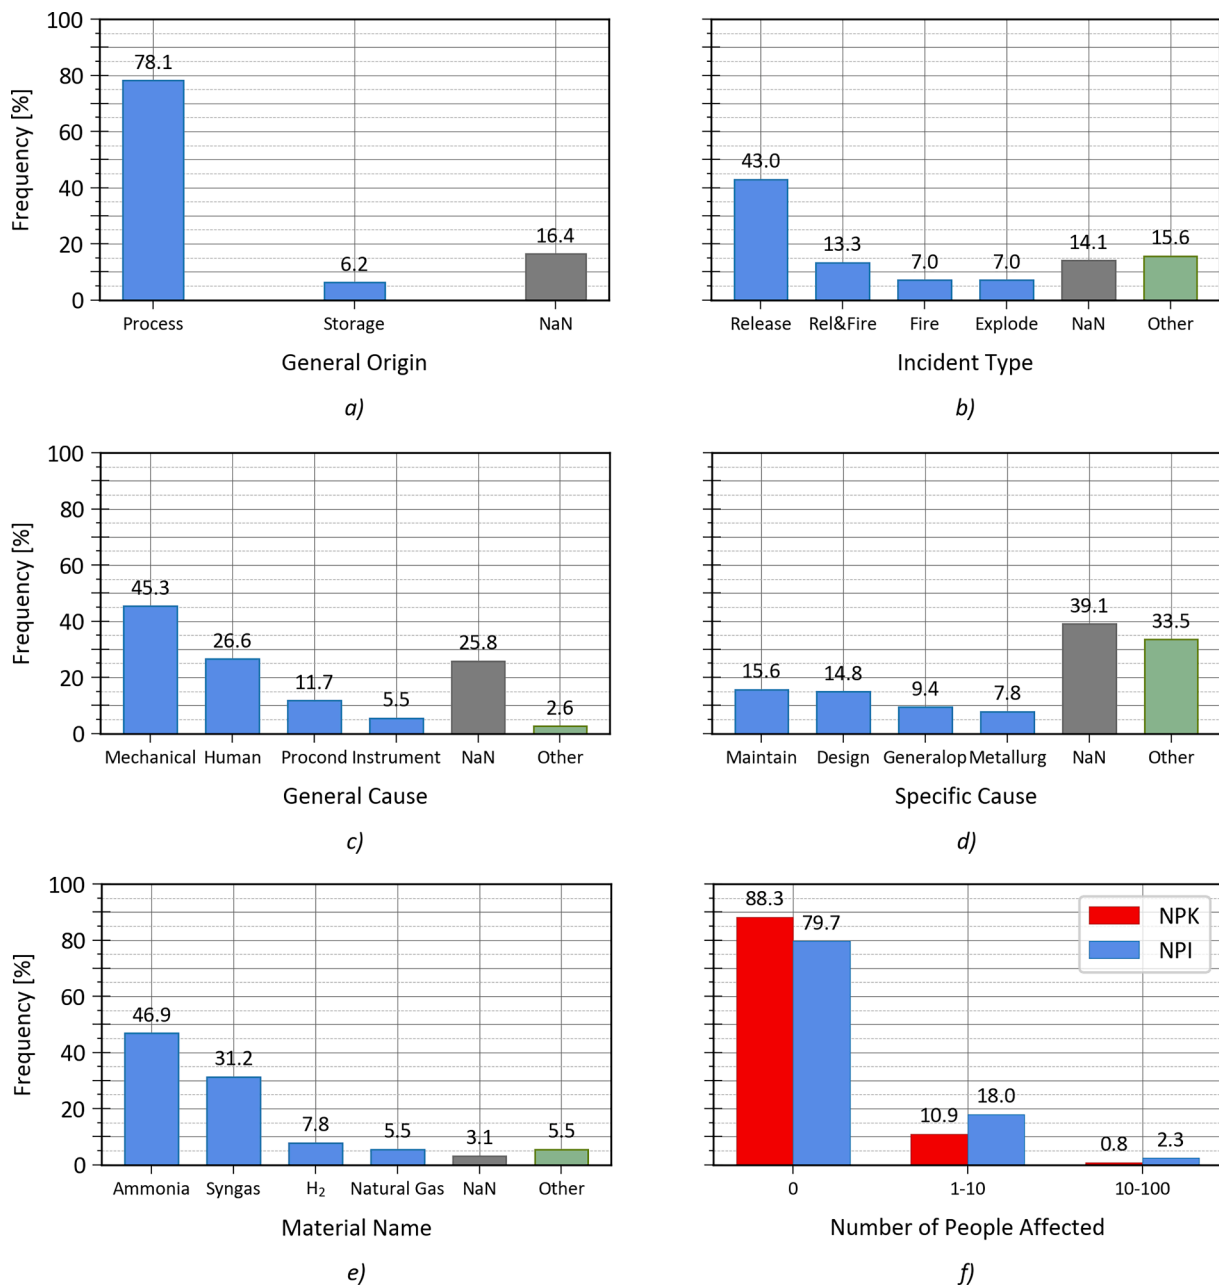 100
80
60
40
20
0
Frequency [%]
78.1
6.2
16.4
Process Storage NaN
General Origin
a)
43.0
13.3
7.0
7.0
14.1
15.6
Release Rel&Fire Fire Explode NaN Other
Incident Type
b)
100
80
60
40
20
0
Frequency [%]
45.3
26.6
11.7
5.5
25.8
2.6
Mechanical Human Procond Instrument NaN Other
General Cause
c)
15.6
14.8
9.4
7.8
39.1
33.5
Maintain Design Generalop Metallurg NaN Other
Specific Cause
d)
100
80
60
40
20
0
Frequency [%]
46.9
31.2
7.8
5.5
3.1
5.5
Ammonia Syngas H₂ Natural Gas NaN Other
Material Name
e)
88.3
79.7
10.9
18.0
0.8
2.3
NPK
NPI
0 1-10 10-100
Number of People Affected
f)